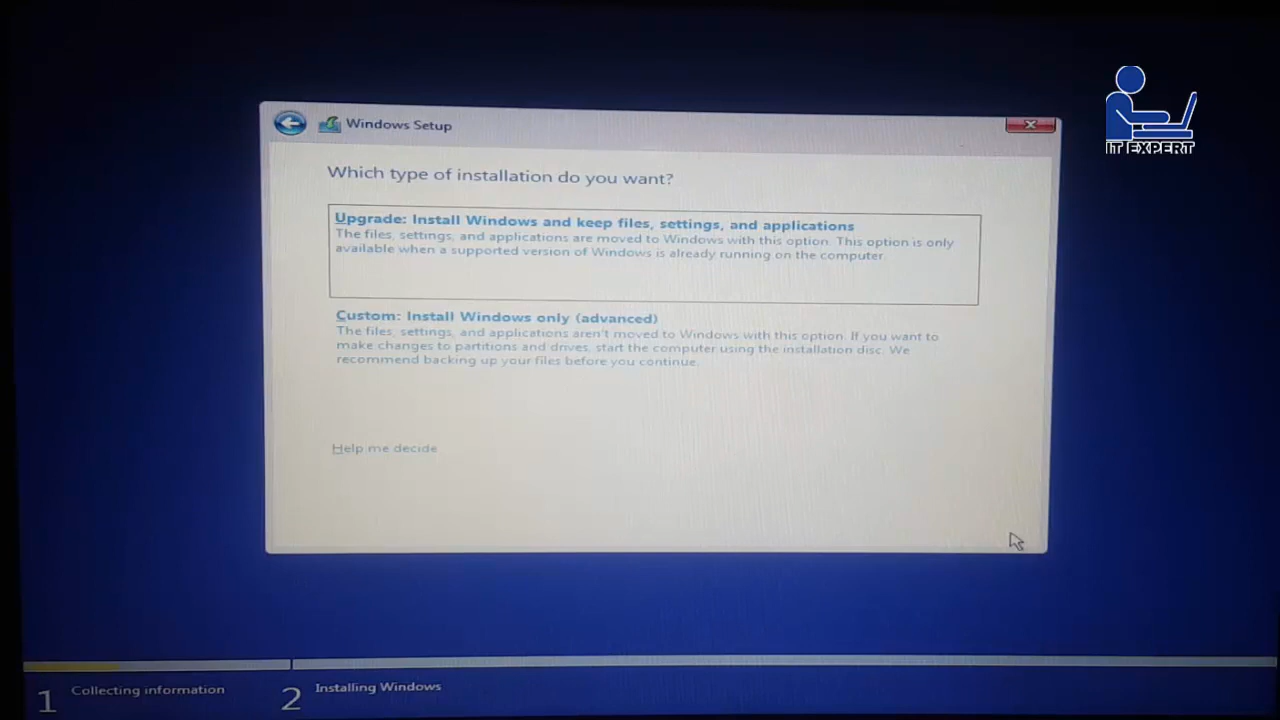 IT EXPERT
Windows Setup
Which type of installation do you want?
Upgrade: Install Windows and keep files, settings, and applications
The files, settings, and applications are moved to Windows with this option. This option is only
available when a supported version of Windows is already running on the computer.
Custom: Install Windows only (advanced)
The files, settings, and applications aren't moved to Windows with this option. If you want to
make changes to partitions and drives, start the computer using the installation disc. We
recommend backing up your files before you continue.
Help me decide
1 Collecting information
2 Installing Windows